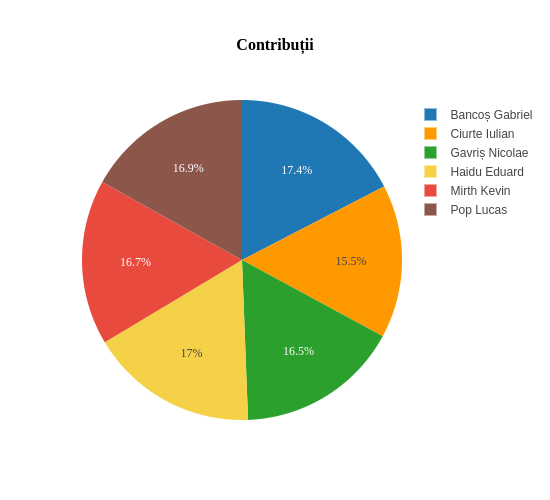 Contribuții
Bancoș Gabriel
Ciurte Iulian
Gavriș Nicolae
Haidu Eduard
Mirth Kevin
Pop Lucas
16.9%
17.4%
16.7%
15.5%
17%
16.5%